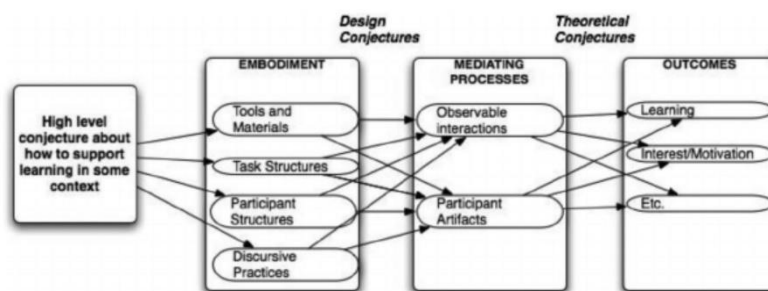 Design
Conjectures
Theoretical
Conjectures
High level
conjecture about
how to support
learning in some
context
EMBODIMENT
Tools and
Materials
Task Structures
Participant
Structures
Discursive
Practices
MEDIATING
PROCESSES
Observable
interactions
Participant
Artifacts
OUTCOMES
Learning
Interest/Motivation
Etc.